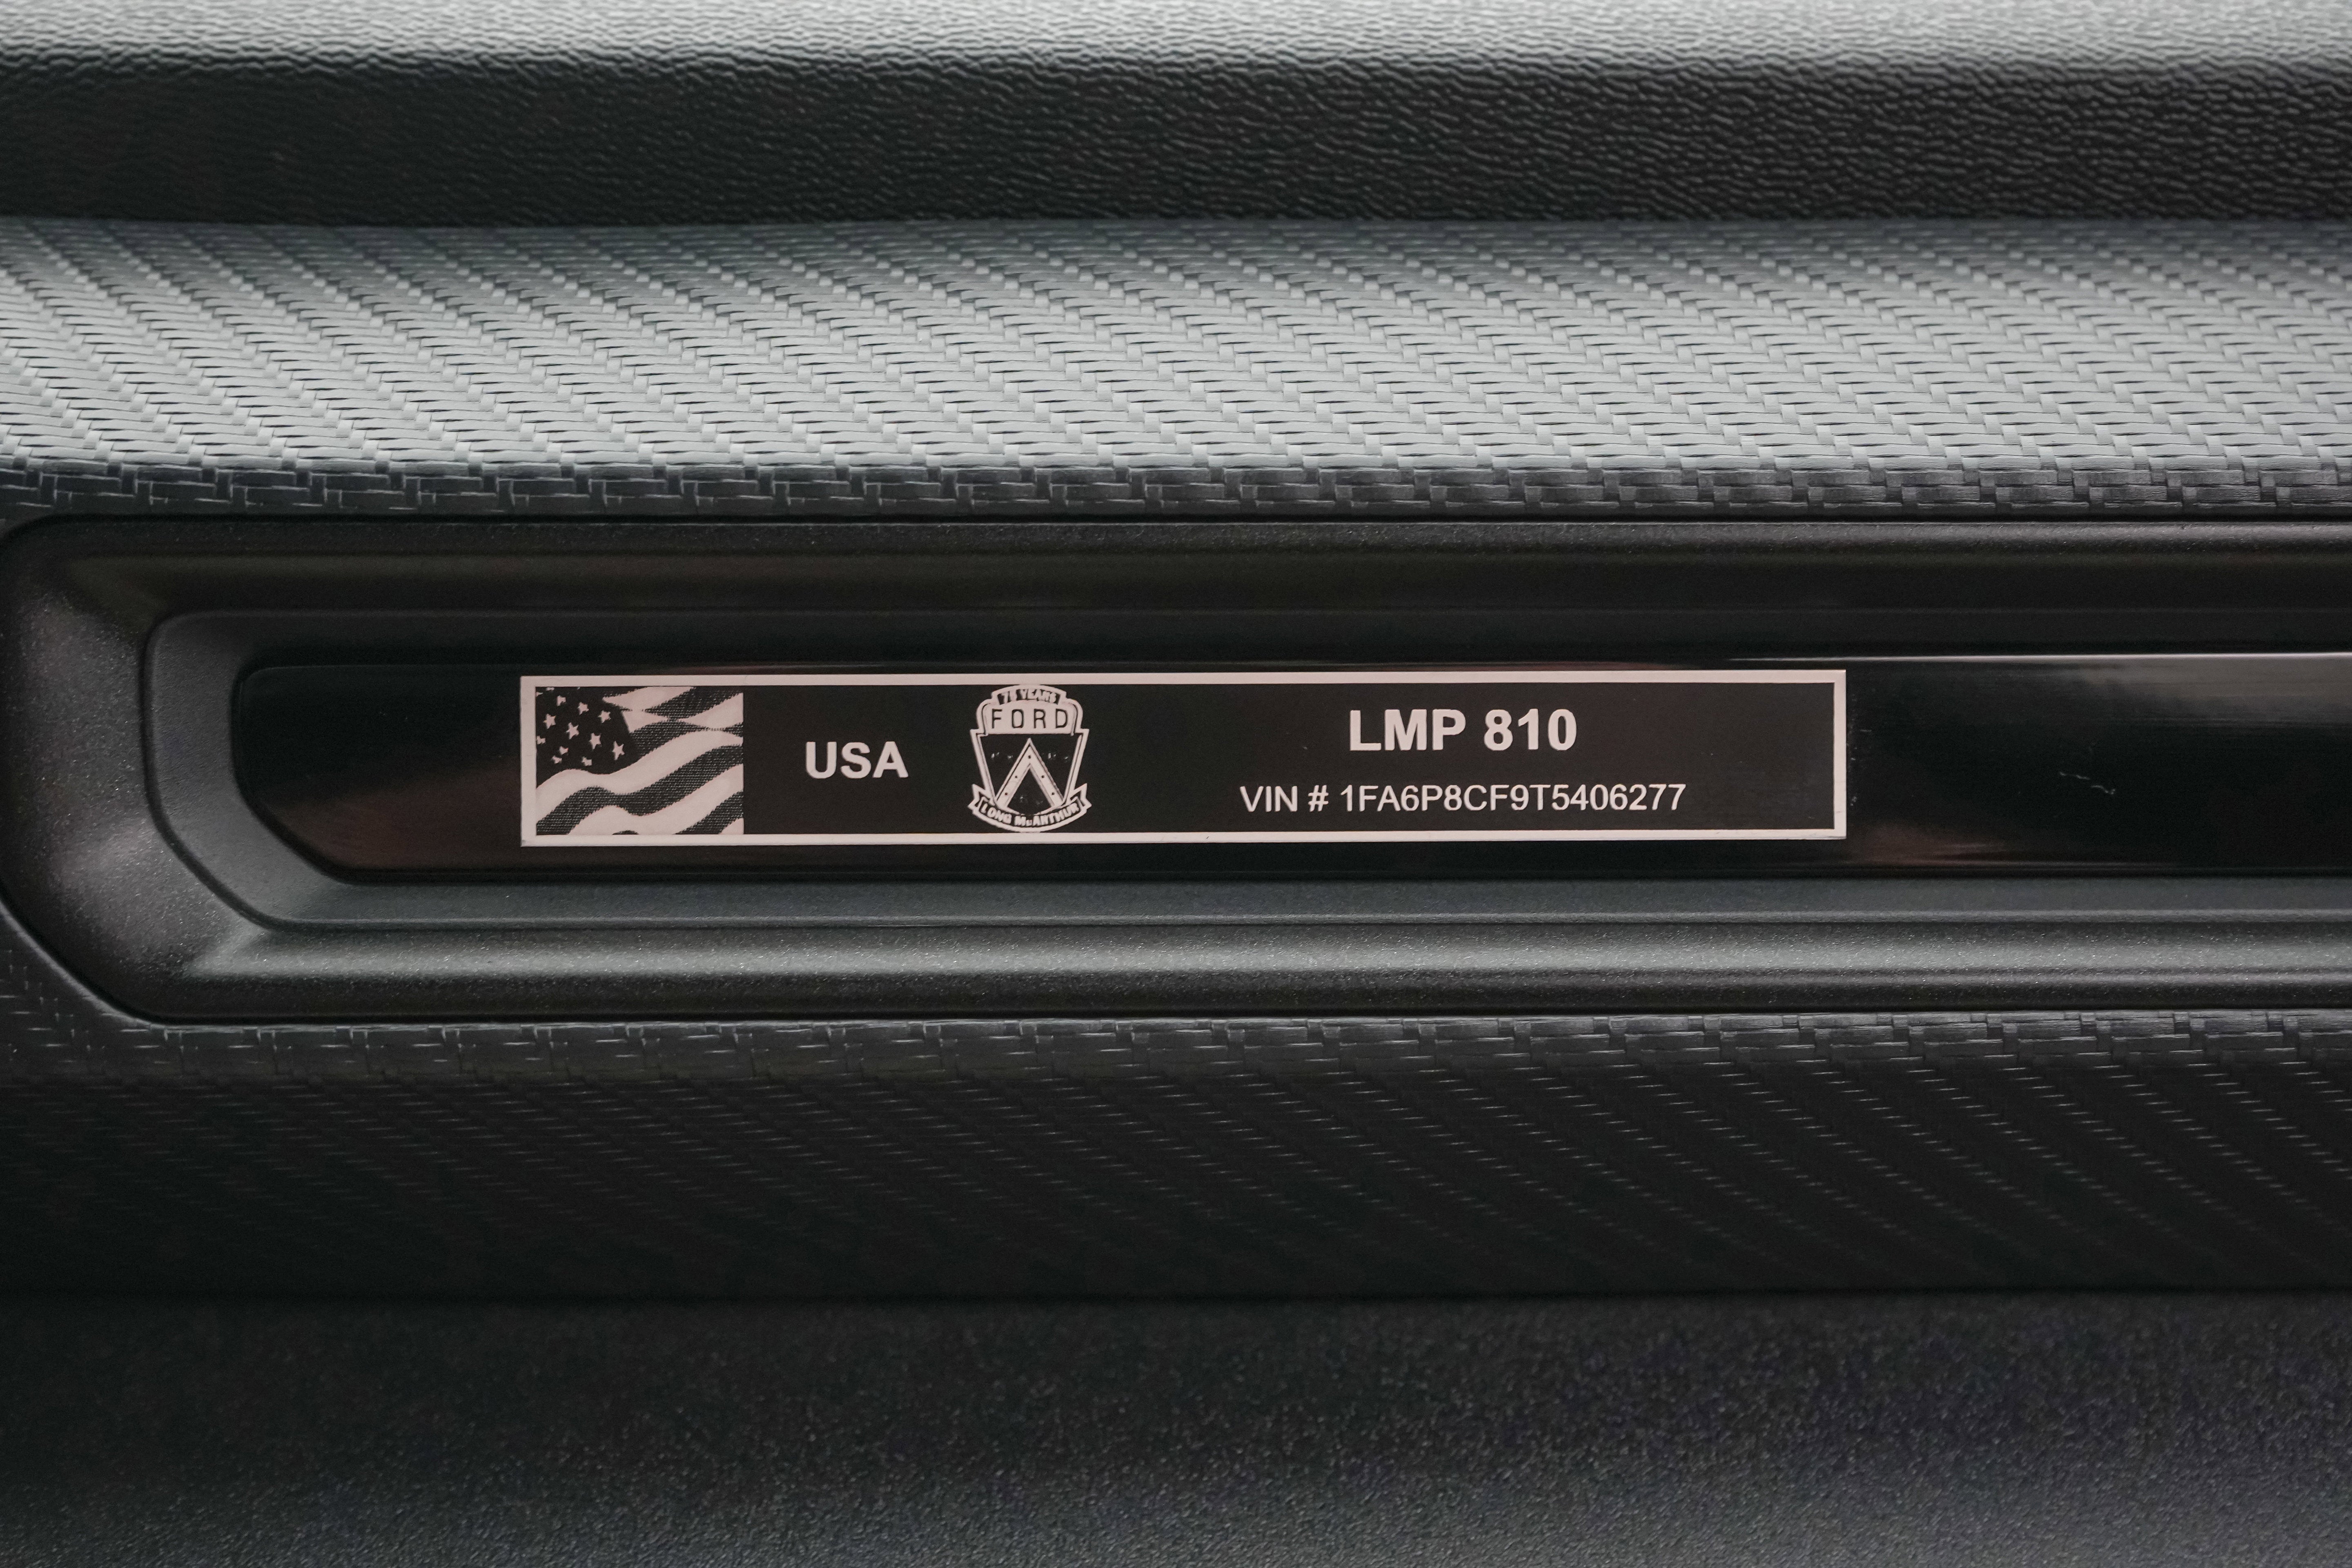 USA
75 YEARS
FORD
LONG McARTHUR
LMP 810
VIN # 1FA6P8CF9T5406277